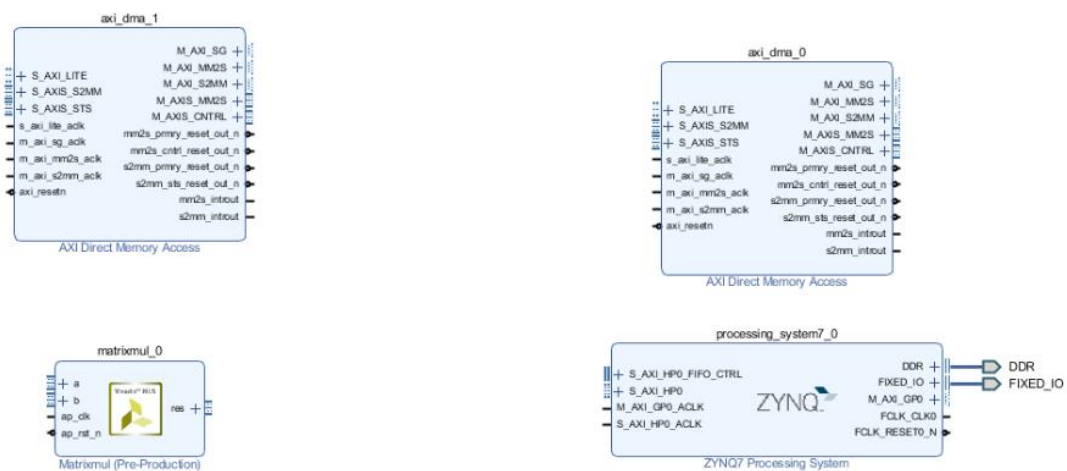 axi_dma_1
M_AXI_SG
M_AXI_MM2S
S_AXI_LITE
M_AXI_S2MM
S_AXIS_S2MM
M_AXIS_MM2S
S_AXIS_STS
M_AXIS_CNTRL
s_axi_lite_aclk
mm2s_prmry_reset_out_n
m_axi_sg_aclk
mm2s_cntrl_reset_out_n
m_axi_mm2s_aclk
s2mm_prmry_reset_out_n
m_axi_s2mm_aclk
s2mm_sts_reset_out_n
axi_resetn
mm2s_introut
s2mm_introut
AXI Direct Memory Access
axi_dma_0
M_AXI_SG
M_AXI_MM2S
S_AXI_LITE
M_AXI_S2MM
S_AXIS_S2MM
M_AXIS_MM2S
S_AXIS_STS
M_AXIS_CNTRL
s_axi_lite_aclk
mm2s_prmry_reset_out_n
m_axi_sg_aclk
mm2s_cntrl_reset_out_n
m_axi_mm2s_aclk
s2mm_prmry_reset_out_n
m_axi_s2mm_aclk
s2mm_sts_reset_out_n
axi_resetn
mm2s_introut
s2mm_introut
AXI Direct Memory Access
matrixmul_0
a
b
ap_clk
ap_rst_n
Vivado™ HLS
res
Matrixmul (Pre-Production)
processing_system7_0
S_AXI_HP0_FIFO_CTRL
S_AXI_HP0
M_AXI_GP0_ACLK
S_AXI_HP0_ACLK
ZYNQ
DDR
FIXED_IO
M_AXI_GP0
FCLK_CLK0
FCLK_RESET0_N
DDR
FIXED_IO
ZYNQ7 Processing System